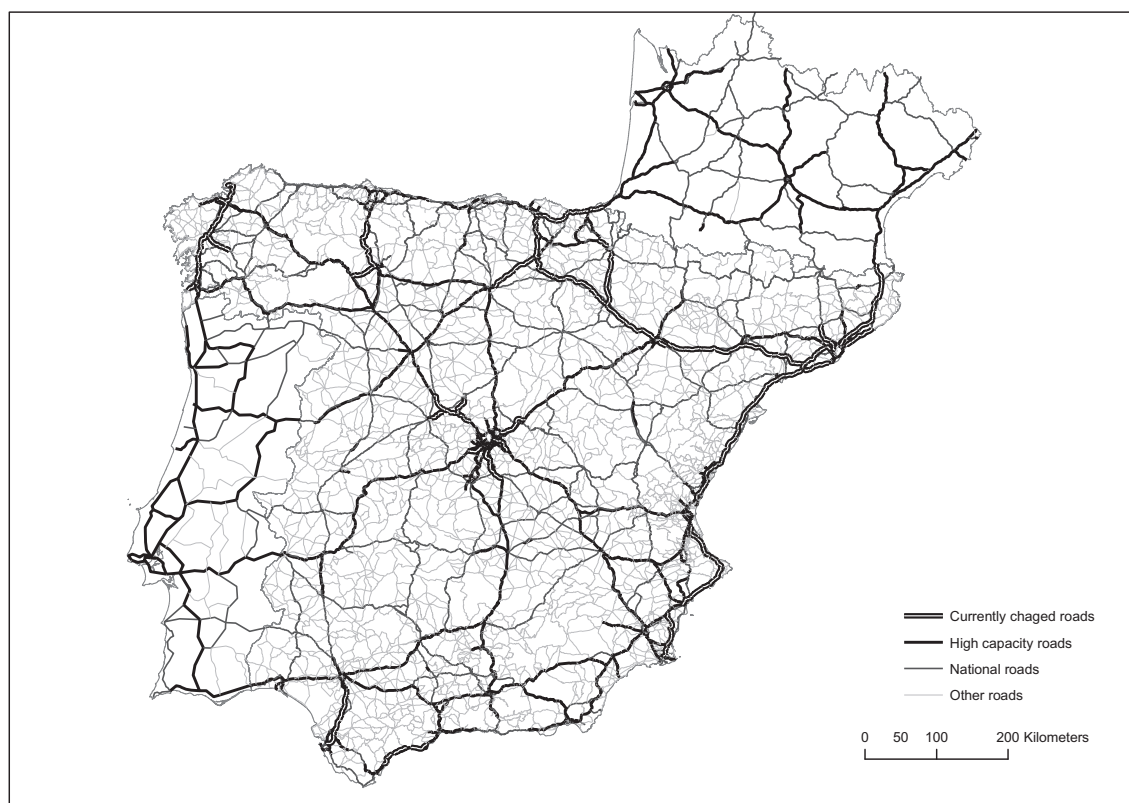 Currently chaged roads
High capacity roads
National roads
Other roads
0 50 100 200 Kilometers